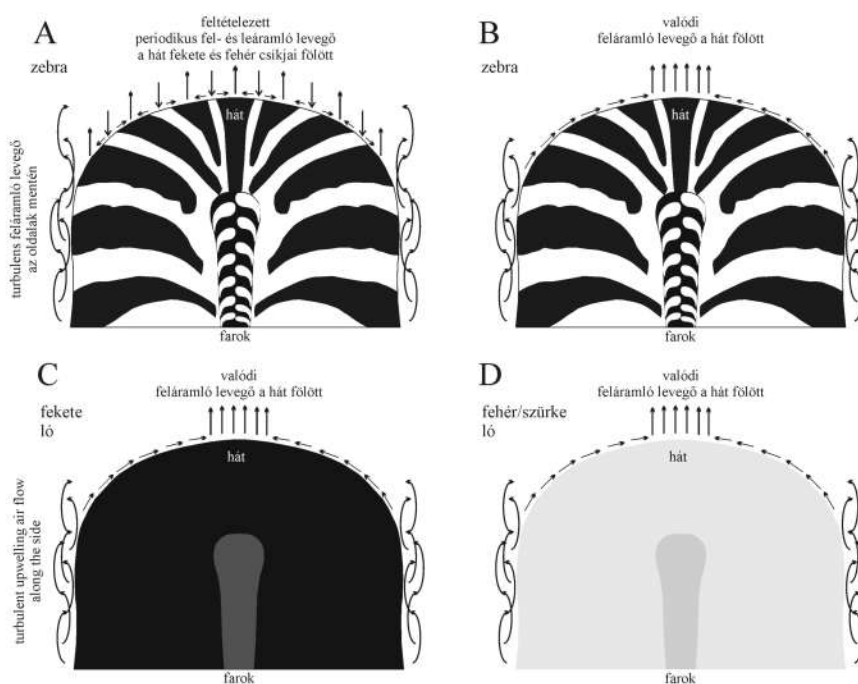 A
zebra
feltételezett
periodikus fel- és leáramló levegő
a hát fekete és fehér csíkjai fölött
hát
turbulens feláramló levegő
az oldalak mentén
farok
B
zebra
valódi
feláramló levegő a hát fölött
hát
farok
C
fekete
ló
valódi
feláramló levegő a hát fölött
hát
turbulent upwelling air flow
along the side
farok
D
fehér/szürke
ló
valódi
feláramló levegő a hát fölött
hát
farok